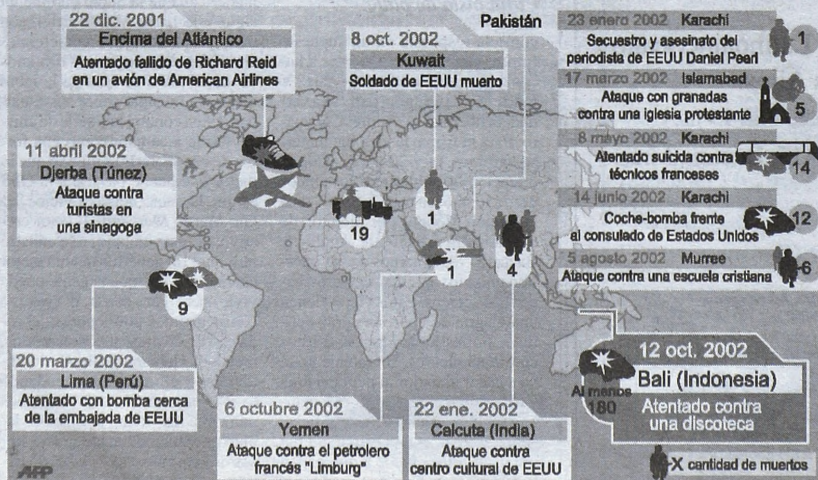 22 dic. 2001
Encima del Atlántico
Atentado fallido de Richard Reid
en un avión de American Airlines
8 oct. 2002
Kuwait
Soldado de EEUU muerto
Pakistán
23 enero 2002 Karachi
Secuestro y asesinato del
periodista de EEUU Daniel Pearl
1
17 marzo 2002 Islamabad
Ataque con granadas
contra una iglesia protestante
5
8 mayo 2002 Karachi
Atentado suicida contra
técnicos franceses
14
14 junio 2002 Karachi
Coche-bomba frente
al consulado de Estados Unidos
12
5 agosto 2002 Murree
Ataque contra una escuela cristiana
6
11 abril 2002
Djerba (Túnez)
Ataque contra
turistas en
una sinagoga
19
1
1
4
9
20 marzo 2002
Lima (Perú)
Atentado con bomba cerca
de la embajada de EEUU
6 octubre 2002
Yemen
Ataque contra el petrolero
francés "Limburg"
22 ene. 2002
Calcuta (India)
Ataque contra
centro cultural de EEUU
12 oct. 2002
Bali (Indonesia)
Atentado contra
una discoteca
Al menos
180
X cantidad de muertos
AFP